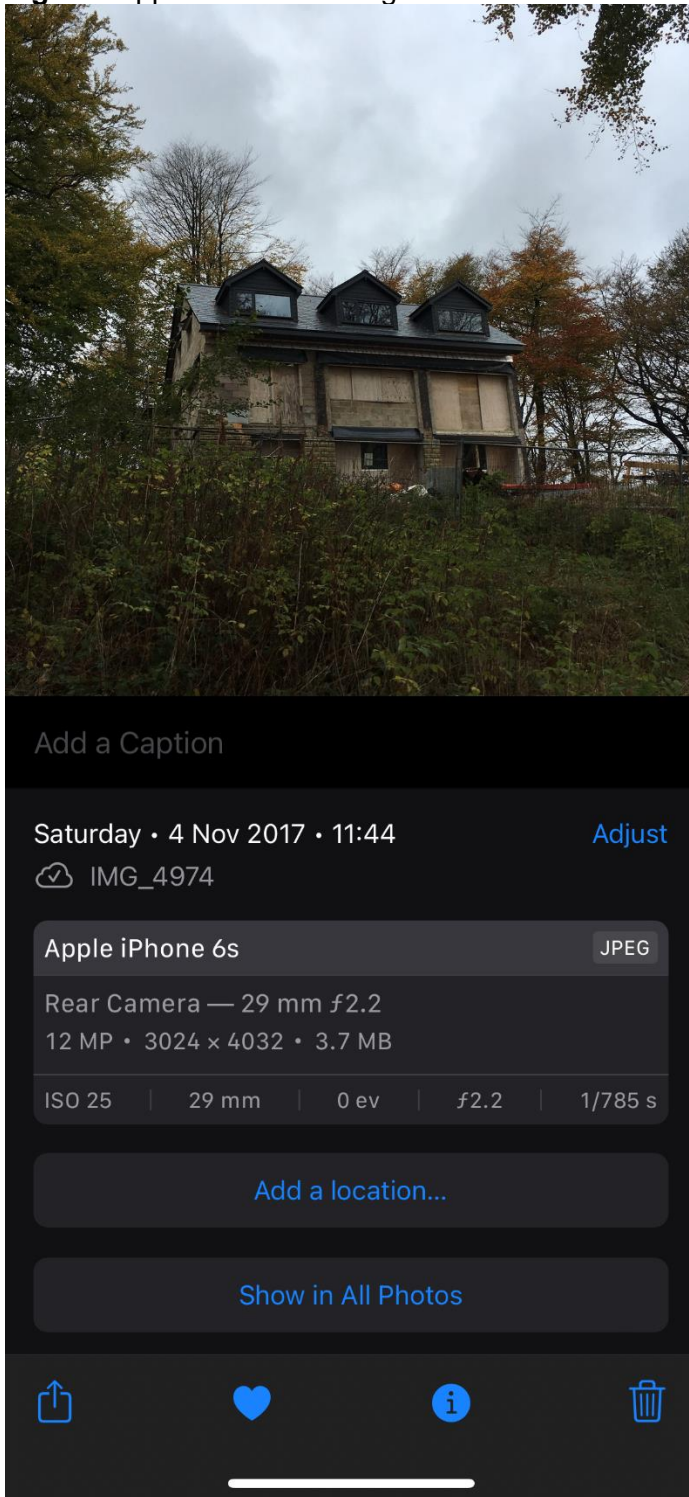 Add a Caption
Saturday • 4 Nov 2017 • 11:44 Adjust
IMG_4974
Apple iPhone 6s JPEG
Rear Camera — 29 mm ƒ2.2
12 MP • 3024 × 4032 • 3.7 MB
ISO 25 | 29 mm | 0 ev | ƒ2.2 | 1/785 s
Add a location...
Show in All Photos